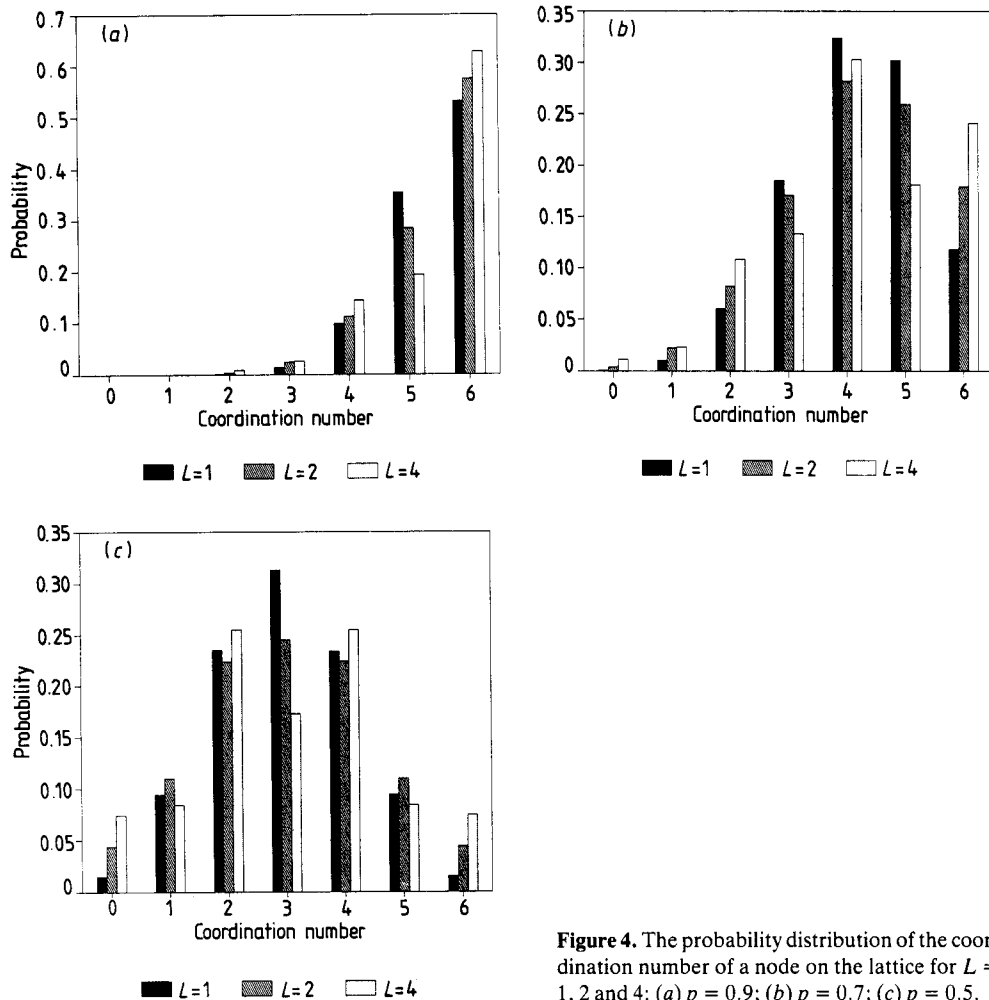 (a)
0.7
0.6
0.5
0.4
0.3
0.2
0.1
0
Probability
0 1 2 3 4 5 6
Coordination number
L=1 L=2 L=4
(b)
0.35
0.30
0.25
0.20
0.15
0.10
0.05
0
0 1 2 3 4 5 6
Coordination number
L=1 L=2 L=4
(c)
0.35
0.30
0.25
0.20
0.15
0.10
0.05
0
Probability
0 1 2 3 4 5 6
Coordination number
L=1 L=2 L=4
Figure 4. The probability distribution of the coor-
dination number of a node on the lattice for L =
1, 2 and 4: (a) p = 0.9; (b) p = 0.7; (c) p = 0.5.